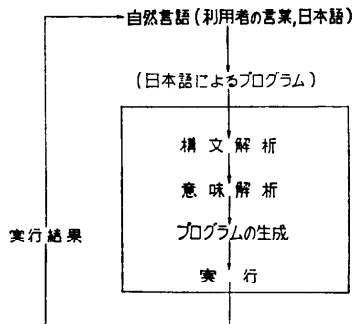 自然言語(利用者の言葉,日本語)
(日本語によるプログラム)
構文解析
意味解析
プログラムの生成
実行結果
実行